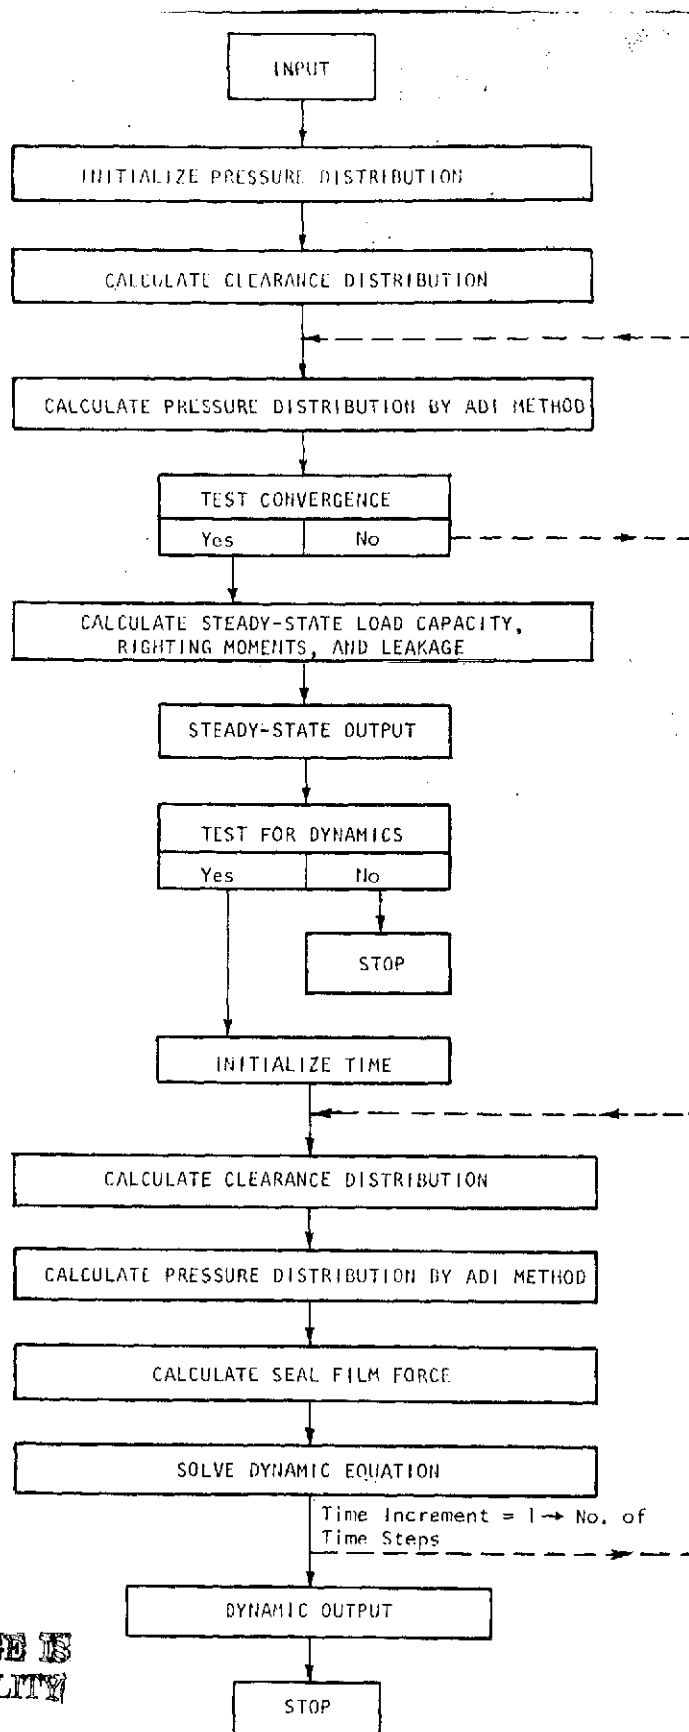 INPUT
INITIALIZE PRESSURE DISTRIBUTION
CALCULATE CLEARANCE DISTRIBUTION
CALCULATE PRESSURE DISTRIBUTION BY ADI METHOD
TEST CONVERGENCE
Yes No
CALCULATE STEADY-STATE LOAD CAPACITY,
RIGHTING MOMENTS, AND LEAKAGE
STEADY-STATE OUTPUT
TEST FOR DYNAMICS
Yes No
STOP
INITIALIZE TIME
CALCULATE CLEARANCE DISTRIBUTION
CALCULATE PRESSURE DISTRIBUTION BY ADI METHOD
CALCULATE SEAL FILM FORCE
SOLVE DYNAMIC EQUATION
Time Increment = 1→ No. of
Time Steps
DYNAMIC OUTPUT
GE IS
LITY
STOP